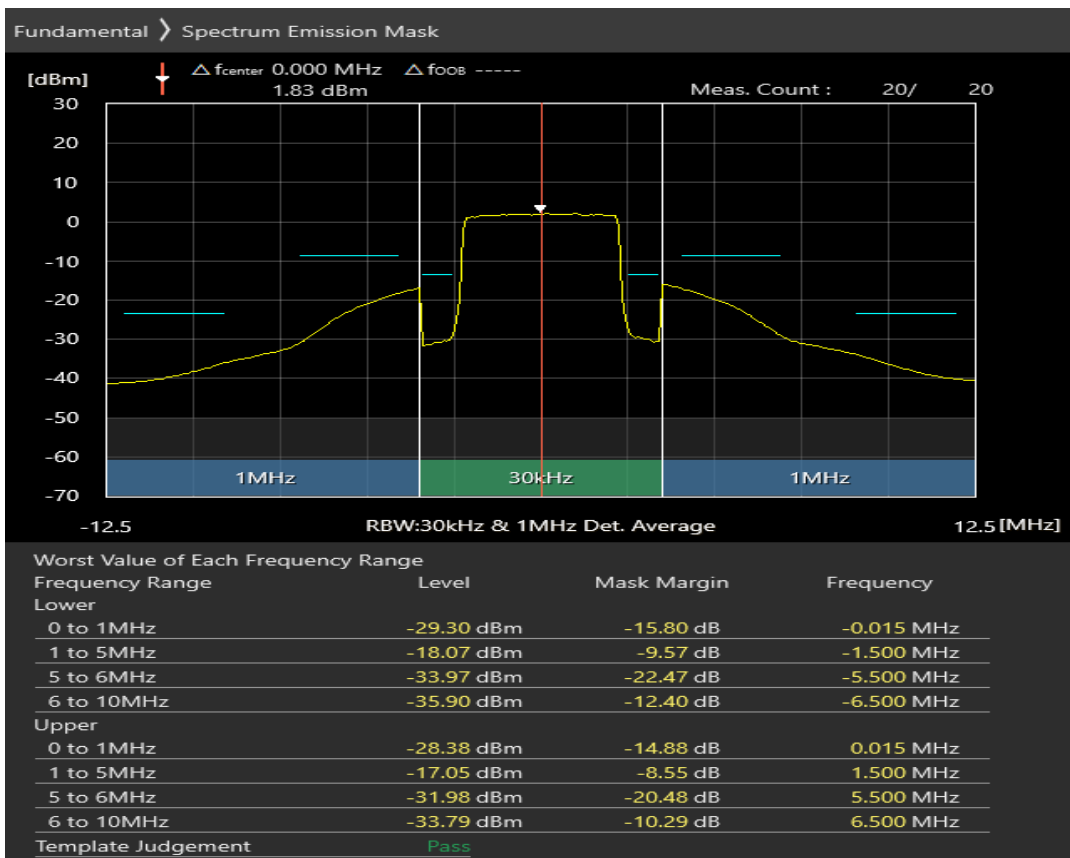 Fundamental ❯ Spectrum Emission Mask
[dBm] △ fcenter 0.000 MHz △ fOOB -----
1.83 dBm Meas. Count : 20/ 20
30
20
10
0
-10
-20
-30
-40
-50
-60
1MHz 30kHz 1MHz
-70
-12.5 RBW:30kHz & 1MHz Det. Average 12.5 [MHz]
Worst Value of Each Frequency Range
Frequency Range Level Mask Margin Frequency
Lower
0 to 1MHz -29.30 dBm -15.80 dB -0.015 MHz
1 to 5MHz -18.07 dBm -9.57 dB -1.500 MHz
5 to 6MHz -33.97 dBm -22.47 dB -5.500 MHz
6 to 10MHz -35.90 dBm -12.40 dB -6.500 MHz
Upper
0 to 1MHz -28.38 dBm -14.88 dB 0.015 MHz
1 to 5MHz -17.05 dBm -8.55 dB 1.500 MHz
5 to 6MHz -31.98 dBm -20.48 dB 5.500 MHz
6 to 10MHz -33.79 dBm -10.29 dB 6.500 MHz
Template Judgement Pass